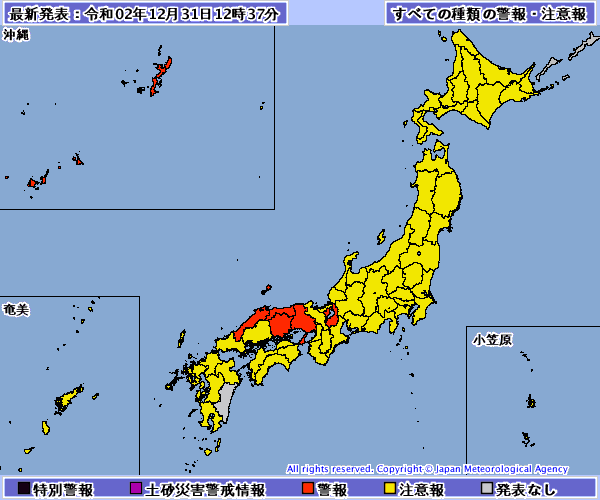 最新発表：令和02年12月31日12時37分
すべての種類の警報・注意報
沖縄
奄美
小笠原
All rights reserved. Copyright © Japan Meteorological Agency
特別警報
土砂災害警戒情報
警報
注意報
発表なし